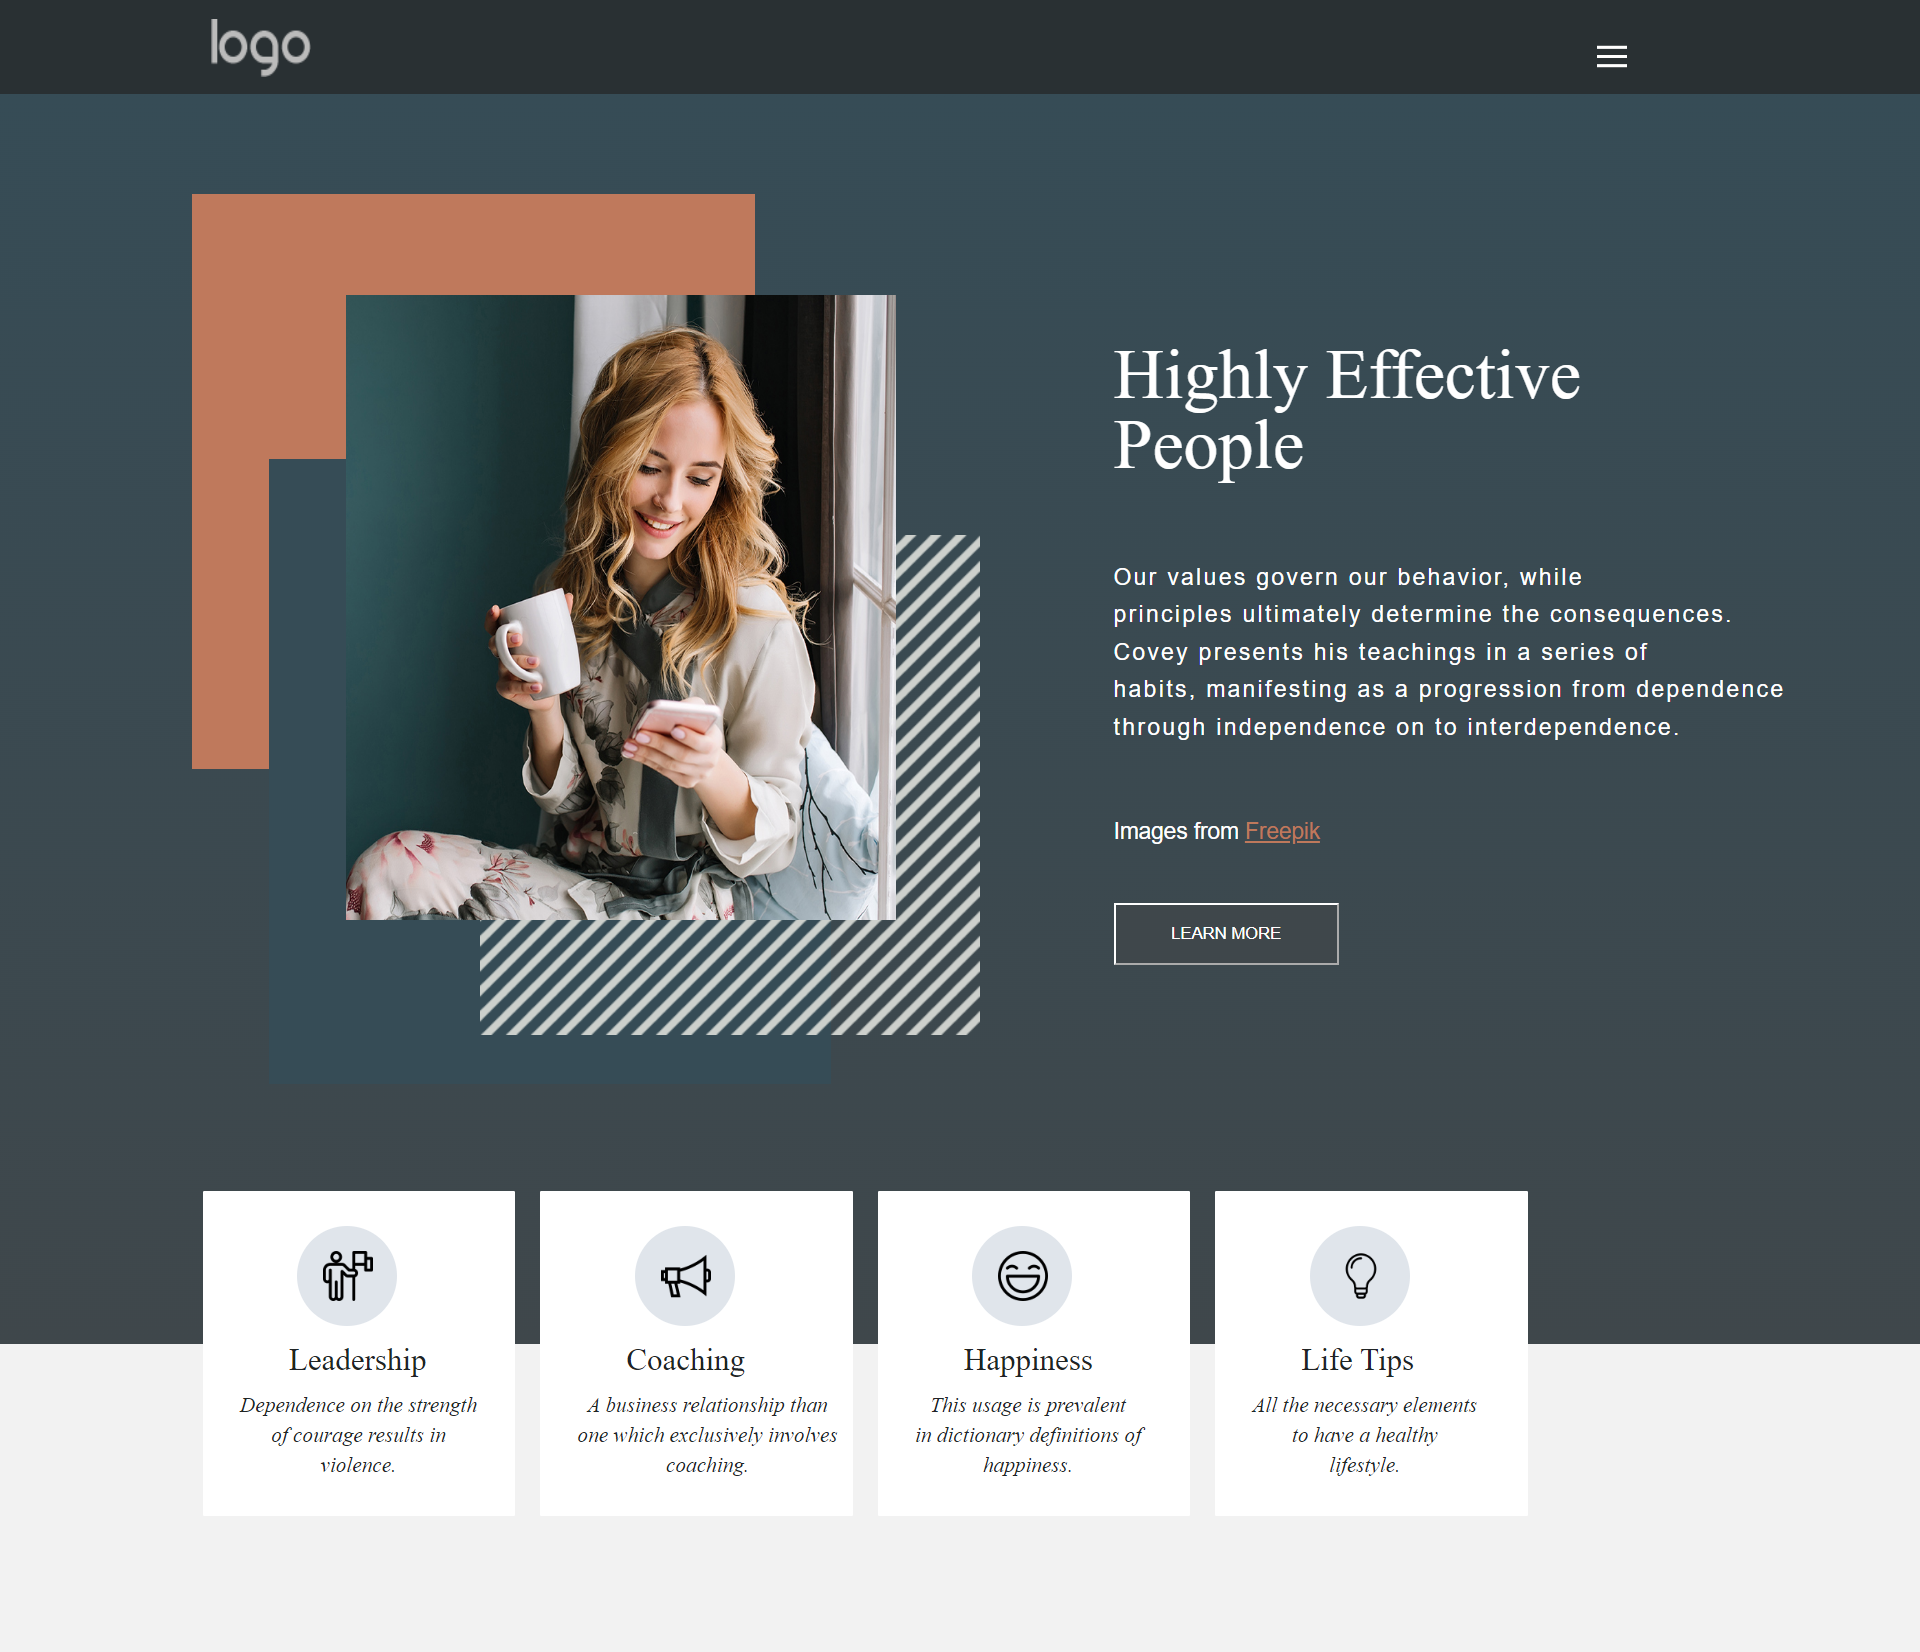 logo
Highly Effective
People
Our values govern our behavior, while
principles ultimately determine the consequences.
Covey presents his teachings in a series of
habits, manifesting as a progression from dependence
through independence on to interdependence.
Images from Freepik
LEARN MORE
Leadership
Dependence on the strength
of courage results in
violence.
Coaching
A business relationship than
one which exclusively involves
coaching.
Happiness
This usage is prevalent
in dictionary definitions of
happiness.
Life Tips
All the necessary elements
to have a healthy
lifestyle.